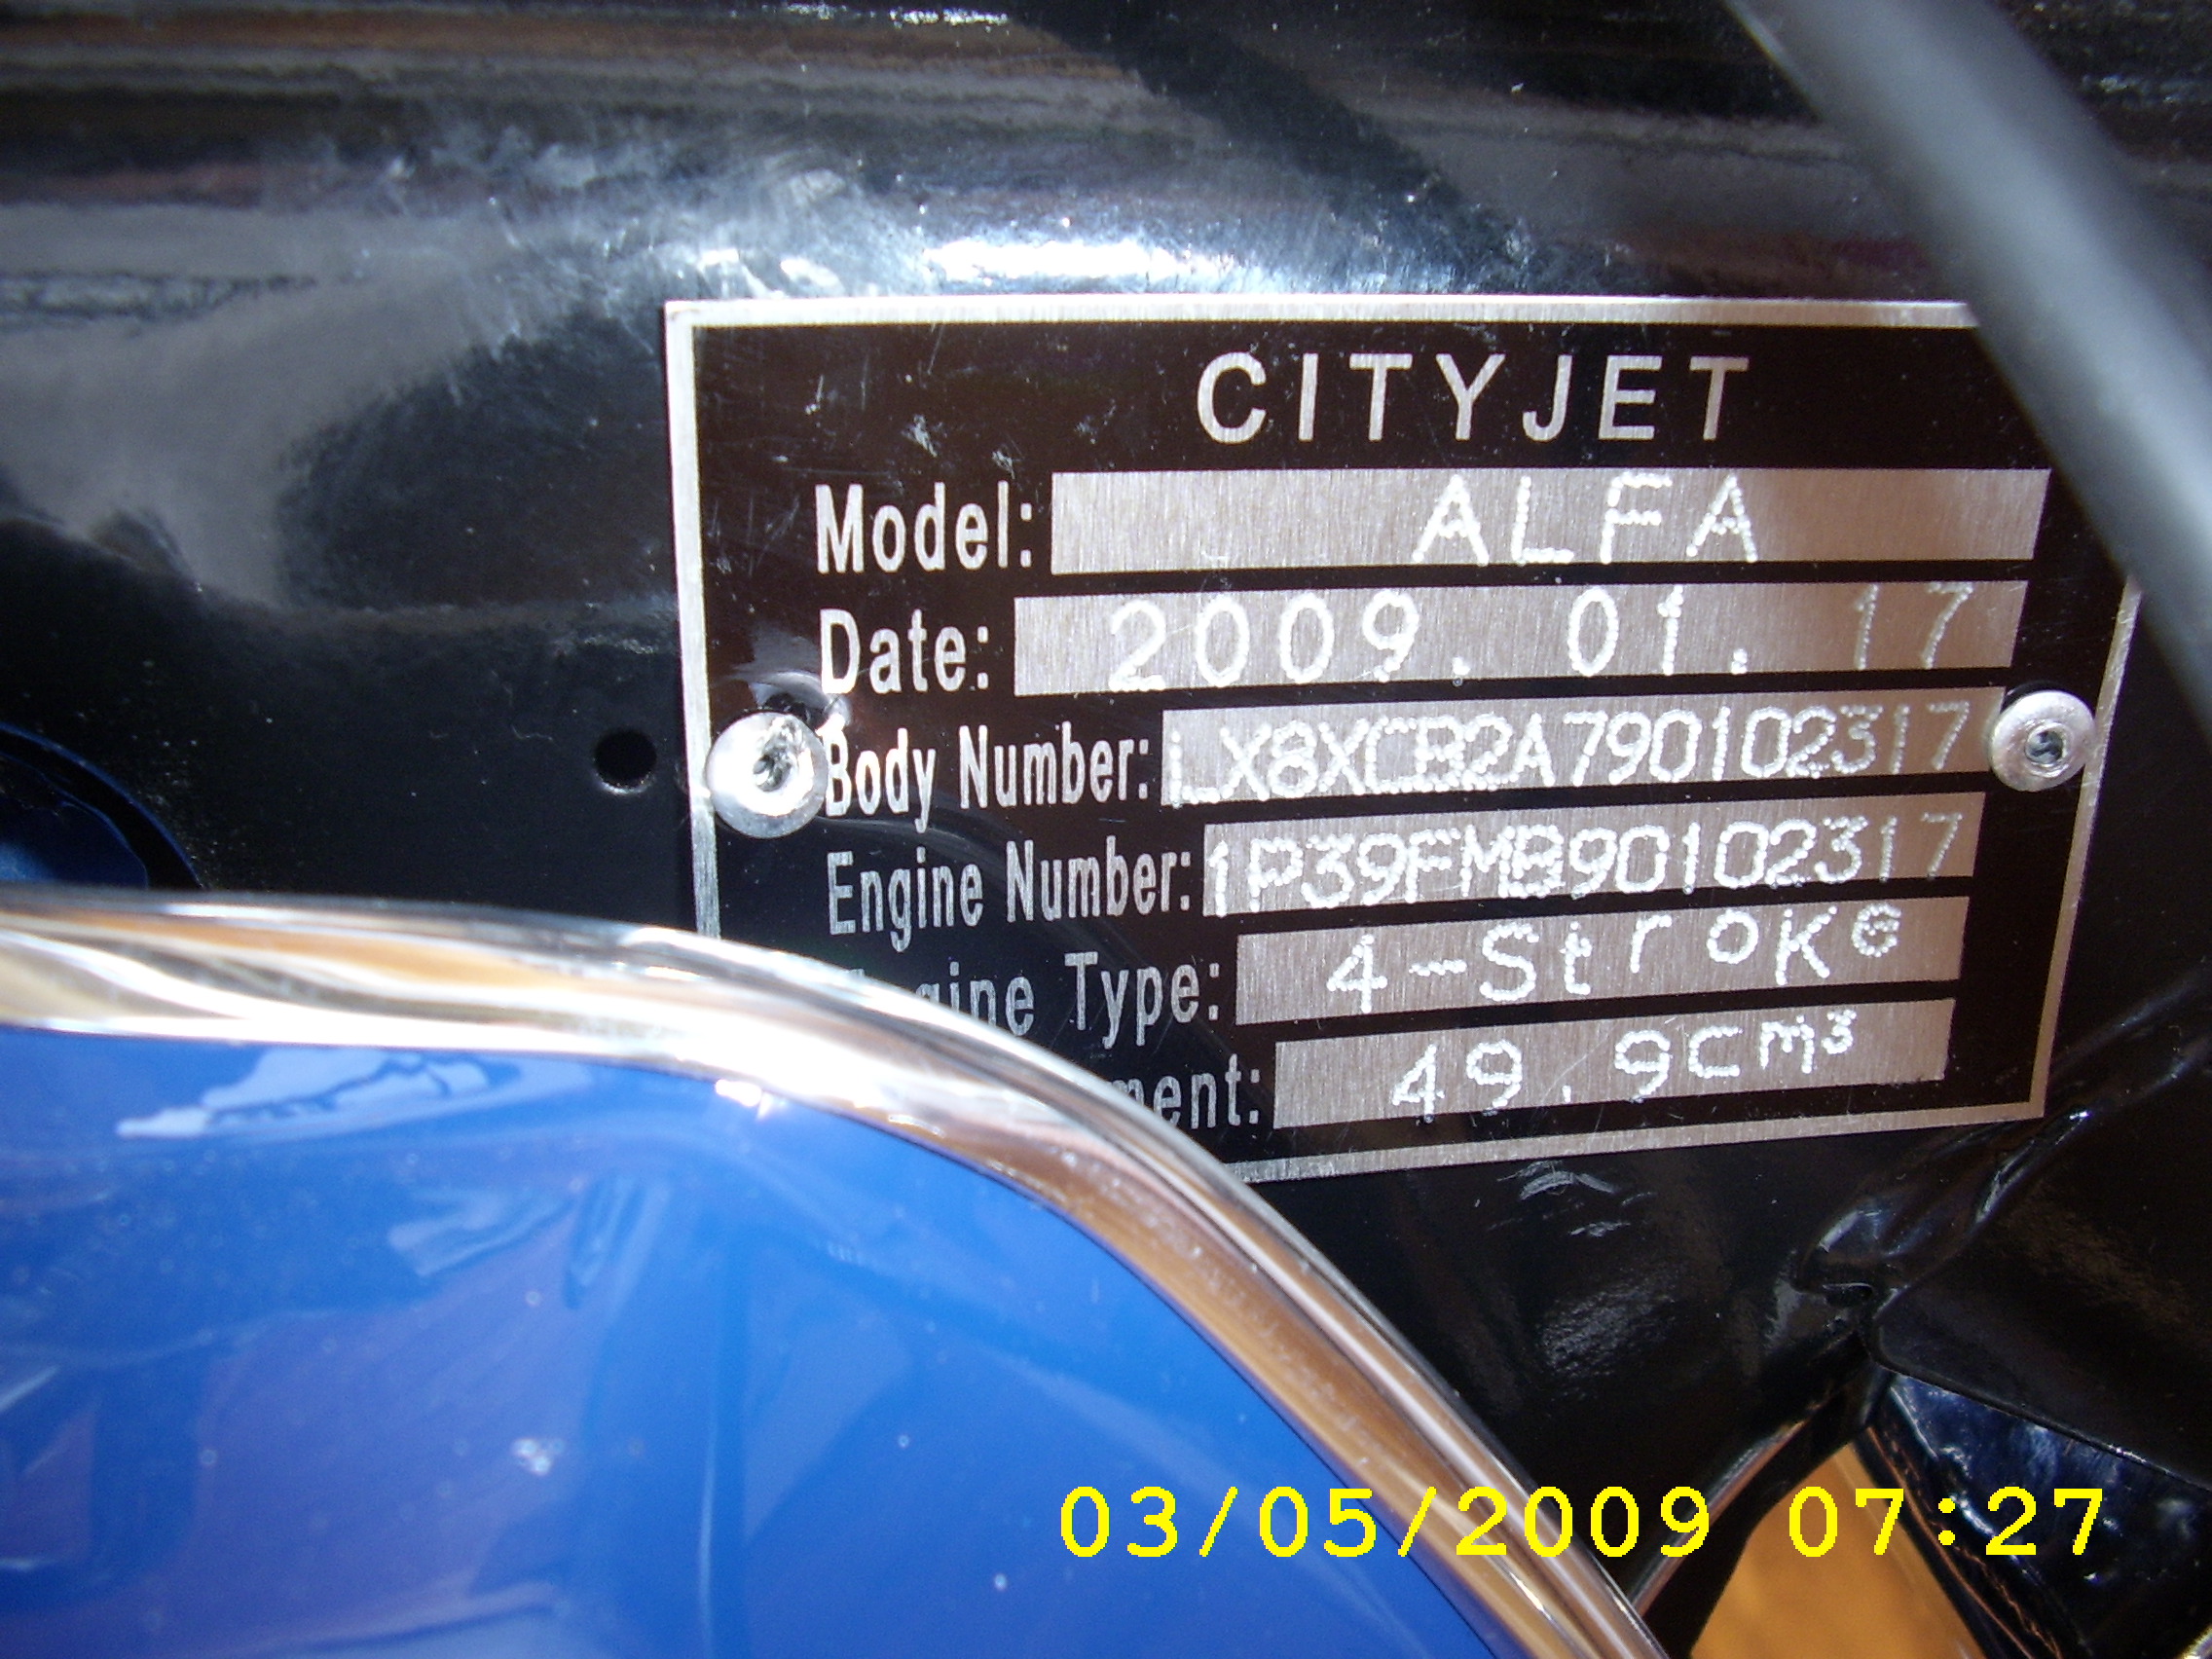 CITYJET
Model: ALFA
Date: 2009. 01. 17
Body Number: LX8XCB2A790102317
Engine Number: 1P39FMB90102317
Type: 4-Stroke
49.9cm³
03/05/2009 07:27